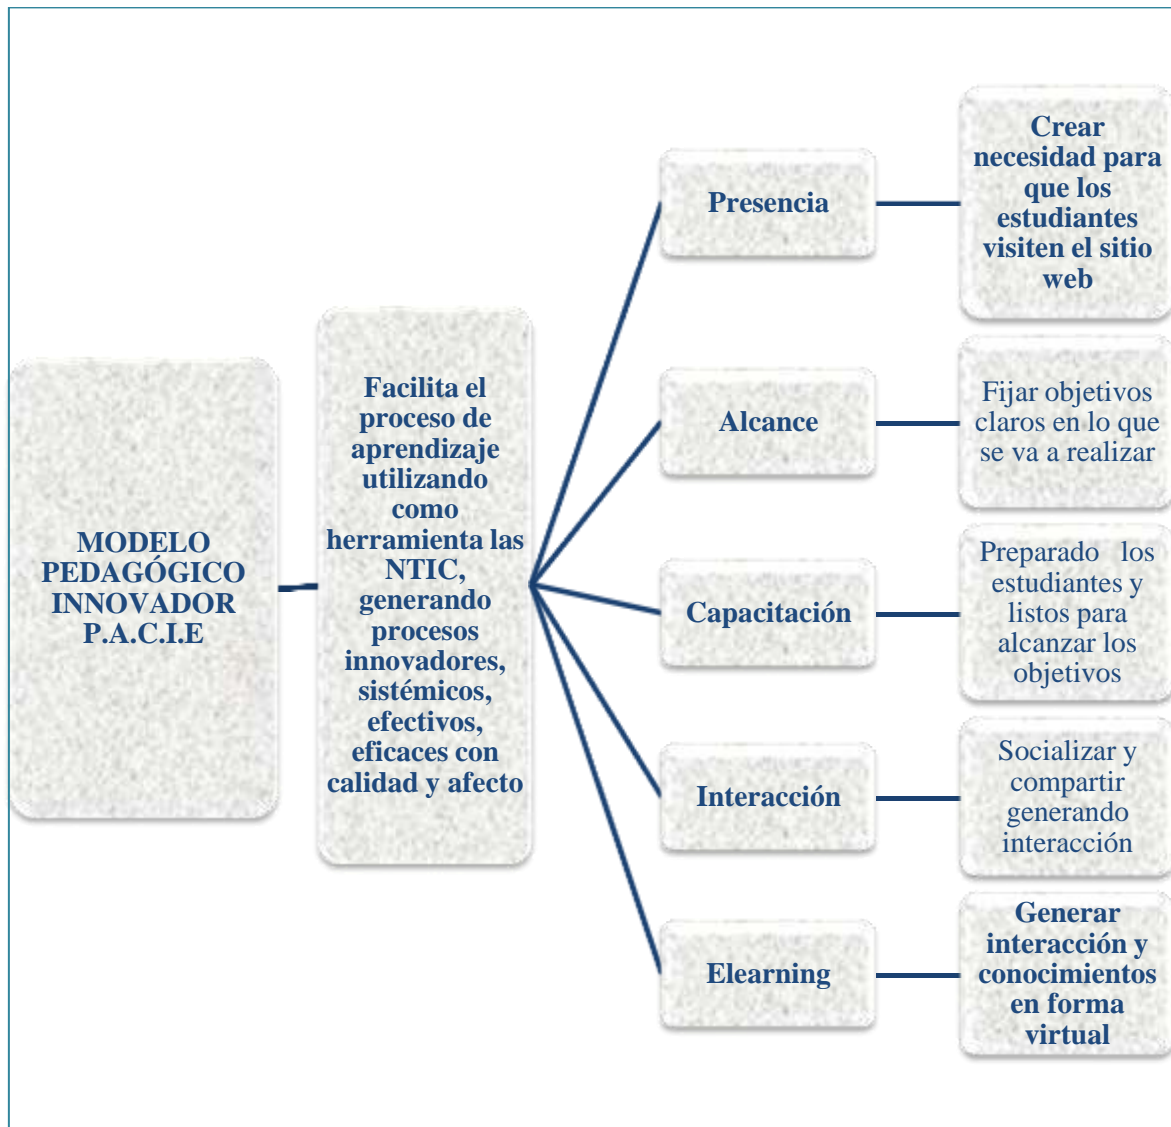 MODELO
PEDAGÓGICO
INNOVADOR
P.A.C.I.E
Facilita el
proceso de
aprendizaje
utilizando
como
herramienta las
NTIC,
generando
procesos
innovadores,
sistémicos,
efectivos,
eficaces con
calidad y afecto
Presencia
Crear
necesidad para
que los
estudiantes
visiten el sitio
web
Alcance
Fijar objetivos
claros en lo que
se va a realizar
Capacitación
Preparado los
estudiantes y
listos para
alcanzar los
objetivos
Interacción
Socializar y
compartir
generando
interacción
Elearning
Generar
interacción y
conocimientos
en forma
virtual